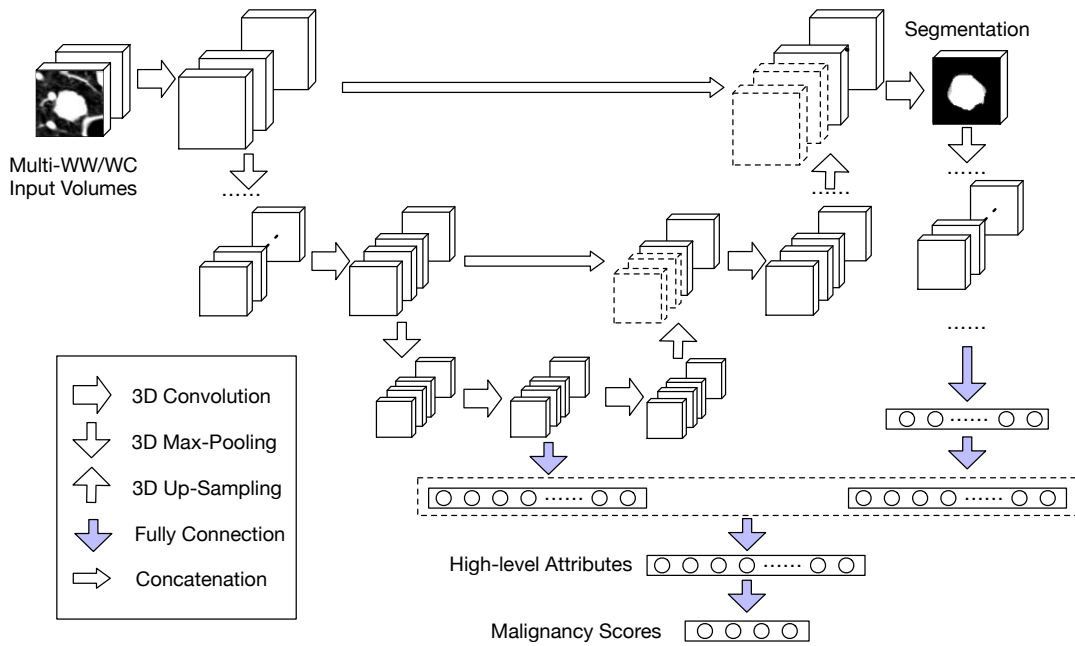 Segmentation
Multi-WW/WC
Input Volumes
3D Convolution
3D Max-Pooling
3D Up-Sampling
Fully Connection
Concatenation
High-level Attributes
Malignancy Scores